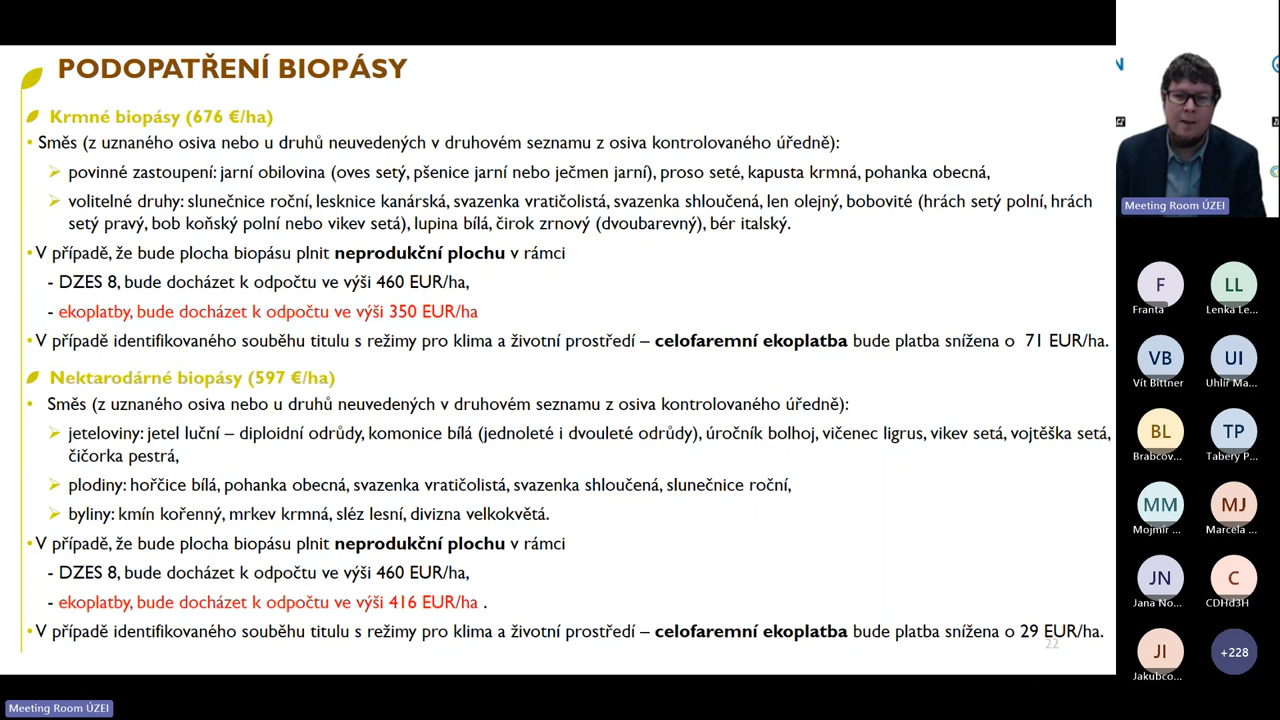 PODOPATŘENÍ BIOPÁSY
Krmné biopásy (676 €/ha)
• Směs (z uznaného osiva nebo u druhů neuvedených v druhovém seznamu z osiva kontrolovaného úředně):
povinné zastoupení: jarní obilovina (oves setý, pšenice jarní nebo ječmen jarní), proso seté, kapusta krmná, pohanka obecná,
volitelné druhy: slunečnice roční, lesknice kanárská, svazenka vratičolistá, svazenka shloučená, len olejný, bobovité (hrách setý polní, hrách
setý pravý, bob koňský polní nebo vikev setá), lupina bílá, čirok zrnový (dvoubarevný), bér italský.
• V případě, že bude plocha biopásu plnit neprodukční plochu v rámci
- DZES 8, bude docházet k odpočtu ve výši 460 EUR/ha,
- ekoplatby, bude docházet k odpočtu ve výši 350 EUR/ha
• V případě identifikovaného souběhu titulu s režimy pro klima a životní prostředí – celofaremní ekoplatba bude platba snížena o 71 EUR/ha.
Nektarodárné biopásy (597 €/ha)
• Směs (z uznaného osiva nebo u druhů neuvedených v druhovém seznamu z osiva kontrolovaného úředně):
jeteloviny: jetel luční – diploidní odrůdy, komonice bílá (jednoleté i dvouleté odrůdy), úročník bolhoj, vičenec ligrus, vikev setá, vojtěška setá,
čičorka pestrá,
plodiny: hořčice bílá, pohanka obecná, svazenka vratičolistá, svazenka shloučená, slunečnice roční,
byliny: kmín kořenný, mrkev krmná, sléz lesní, divizna velkokvětá.
• V případě, že bude plocha biopásu plnit neprodukční plochu v rámci
- DZES 8, bude docházet k odpočtu ve výši 460 EUR/ha,
- ekoplatby, bude docházet k odpočtu ve výši 416 EUR/ha .
• V případě identifikovaného souběhu titulu s režimy pro klima a životní prostředí – celofaremní ekoplatba bude platba snížena o 29 EUR/ha.
22
Meeting Room ÚZEI
Meeting Room ÚZEI
F
LL
Franta
Lenka Le...
VB
UI
Vít Bittner
Uhlíř Ma...
BL
TP
Brabcov...
Tabery P...
MM
MJ
Mojmír ...
Marcela ...
JN
C
Jana No...
CDHd3H
JI
+228
Jakubco...